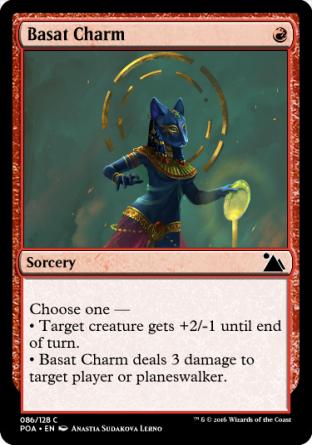 Basat Charm
Sorcery
Choose one —
• Target creature gets +2/-1 until end
of turn.
• Basat Charm deals 3 damage to
target player or planeswalker.
086/128 C
POA • EN Anastia Sudakova Lerno
™ & © 2016 Wizards of the Coast